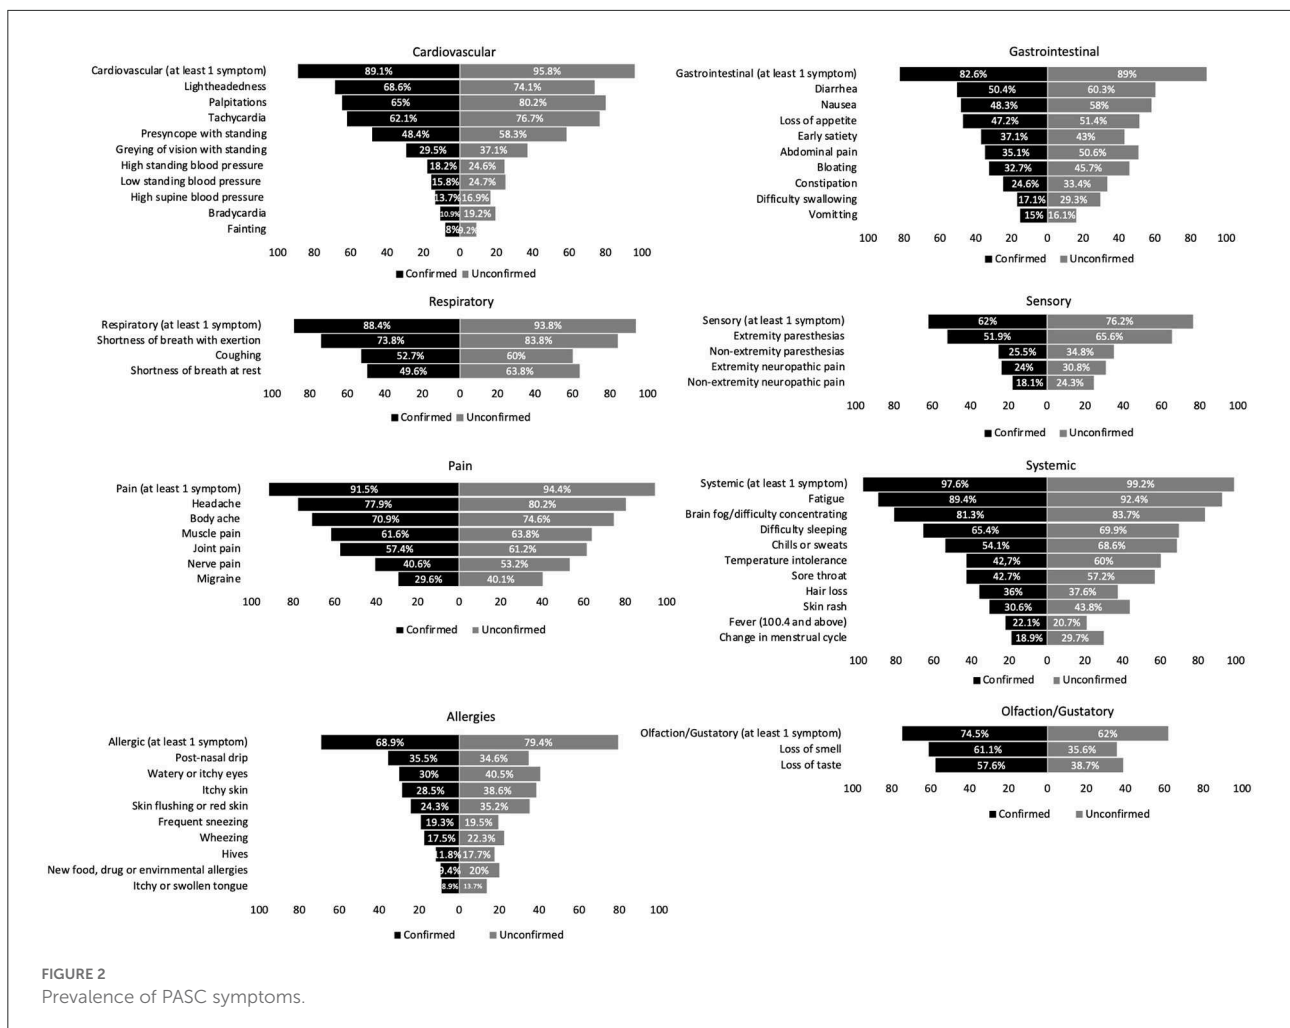 Cardiovascular
Cardiovascular (at least 1 symptom) 89.1% 95.8%
Lightheadedness 68.6% 74.1%
Palpitations 65% 80.2%
Tachycardia 62.1% 76.7%
Presyncope with standing 48.4% 58.3%
Greying of vision with standing 29.5% 37.1%
High standing blood pressure 18.2% 24.6%
Low standing blood pressure 15.8% 24.7%
High supine blood pressure 13.7% 16.9%
Bradycardia 10.9% 19.2%
Fainting 8% 9.2%
100 80 60 40 20 0 20 40 60 80 100
Confirmed Unconfirmed
Gastrointestinal
Gastrointestinal (at least 1 symptom) 82.6% 89%
Diarrhea 50.4% 60.3%
Nausea 48.3% 58%
Loss of appetite 47.2% 51.4%
Early satiety 37.1% 43%
Abdominal pain 35.1% 50.6%
Bloating 32.7% 45.7%
Constipation 24.6% 33.4%
Difficulty swallowing 17.1% 29.3%
Vomitting 15% 16.1%
100 80 60 40 20 0 20 40 60 80 100
Confirmed Unconfirmed
Respiratory
Respiratory (at least 1 symptom) 88.4% 93.8%
Shortness of breath with exertion 73.8% 83.8%
Coughing 52.7% 60%
Shortness of breath at rest 49.6% 63.8%
100 80 60 40 20 0 20 40 60 80 100
Confirmed Unconfirmed
Sensory
Sensory (at least 1 symptom) 62% 76.2%
Extremity paresthesias 51.9% 65.6%
Non-extremity paresthesias 25.5% 34.8%
Extremity neuropathic pain 24% 30.8%
Non-extremity neuropathic pain 18.1% 24.3%
100 80 60 40 20 0 20 40 60 80 100
Confirmed Unconfirmed
Pain
Pain (at least 1 symptom) 91.5% 94.4%
Headache 77.9% 80.2%
Body ache 70.9% 74.6%
Muscle pain 61.6% 63.8%
Joint pain 57.4% 61.2%
Nerve pain 40.6% 53.2%
Migraine 29.6% 40.1%
100 80 60 40 20 0 20 40 60 80 100
Confirmed Unconfirmed
Systemic
Systemic (at least 1 symptom) 97.6% 99.2%
Fatigue 89.4% 92.4%
Brain fog/difficulty concentrating 81.3% 83.7%
Difficulty sleeping 65.4% 69.9%
Chills or sweats 54.1% 68.6%
Temperature intolerance 42,7% 60%
Sore throat 42.7% 57.2%
Hair loss 36% 37.6%
Skin rash 30.6% 43.8%
Fever (100.4 and above) 22.1% 20.7%
Change in menstrual cycle 18.9% 29.7%
100 80 60 40 20 0 20 40 60 80 100
Confirmed Unconfirmed
Allergies
Allergic (at least 1 symptom) 68.9% 79.4%
Post-nasal drip 35.5% 34.6%
Watery or itchy eyes 30% 40.5%
Itchy skin 28.5% 38.6%
Skin flushing or red skin 24.3% 35.2%
Frequent sneezing 19.3% 19.5%
Wheezing 17.5% 22.3%
Hives 11.8% 17.7%
New food, drug or envirnmental allergies 9.4% 20%
Itchy or swollen tongue 8.9% 13.7%
100 80 60 40 20 0 20 40 60 80 100
Confirmed Unconfirmed
Olfaction/Gustatory
Olfaction/Gustatory (at least 1 symptom) 74.5% 62%
Loss of smell 61.1% 35.6%
Loss of taste 57.6% 38.7%
100 80 60 40 20 0 20 40 60 80 100
Confirmed Unconfirmed
FIGURE 2
Prevalence of PASC symptoms.